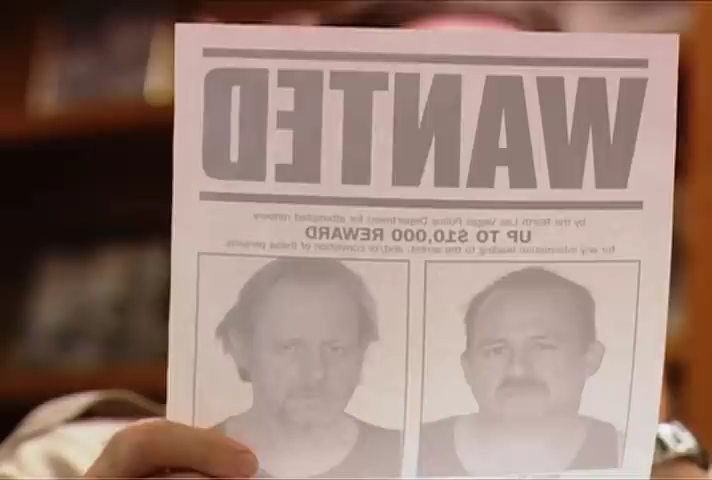 WANTED
by the North Las Vegas Police Department for attempted robbery
UP TO $10,000 REWARD
for any information leading to the arrest, and/or conviction of these persons